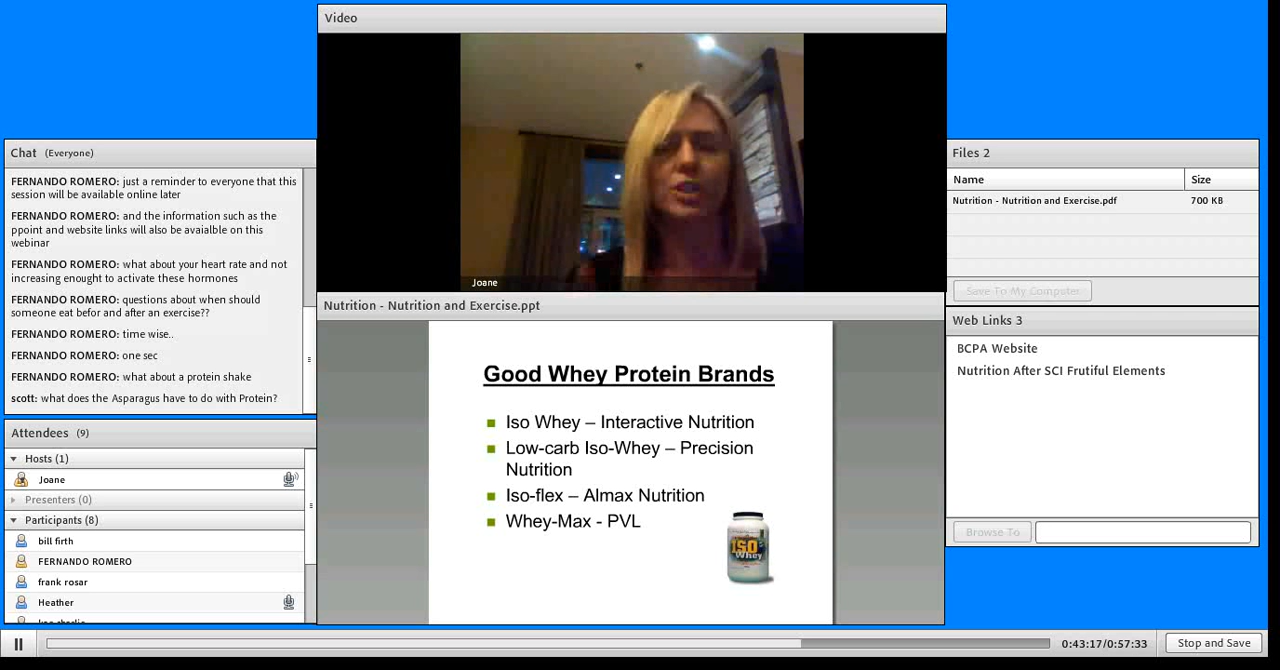 Video
Joane
Chat (Everyone)
FERNANDO ROMERO: just a reminder to everyone that this
session will be available online later
FERNANDO ROMERO: and the information such as the
ppoint and website links will also be avaialble on this
webinar
FERNANDO ROMERO: what about your heart rate and not
increasing enought to activate these hormones
FERNANDO ROMERO: questions about when should
someone eat befor and after an exercise??
FERNANDO ROMERO: time wise..
FERNANDO ROMERO: one sec
FERNANDO ROMERO: what about a protein shake
scott: what does the Asparagus have to do with Protein?
Attendees (9)
Hosts (1)
Joane
Presenters (0)
Participants (8)
bill firth
FERNANDO ROMERO
frank rosar
Heather
Nutrition - Nutrition and Exercise.ppt
Good Whey Protein Brands
Iso Whey – Interactive Nutrition
Low-carb Iso-Whey – Precision
Nutrition
Iso-flex – Almax Nutrition
Whey-Max - PVL
ISO
Whey
Files 2
Name Size
Nutrition - Nutrition and Exercise.pdf 700 KB
Save To My Computer
Web Links 3
BCPA Website
Nutrition After SCI Frutiful Elements
Browse To
0:43:17/0:57:33
Stop and Save